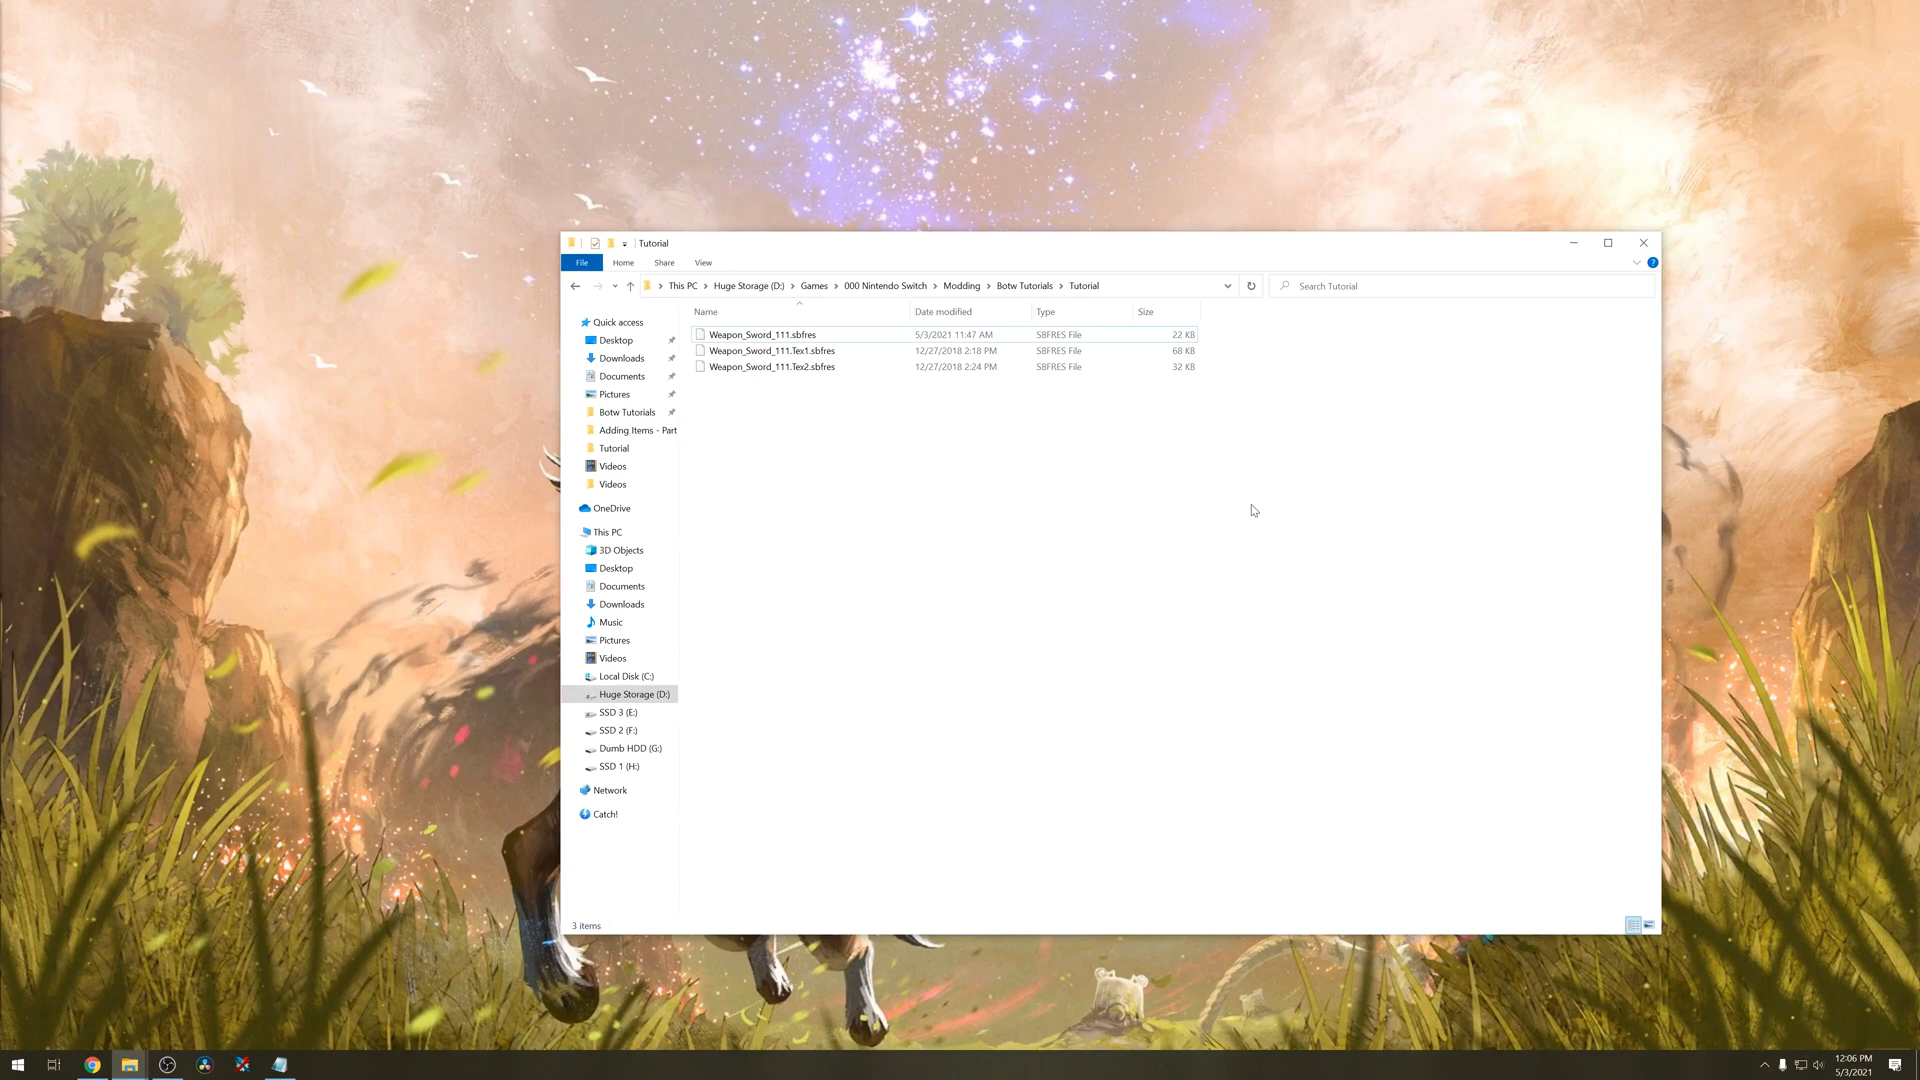 Tutorial
File Home Share View
This PC Huge Storage (D:) Games 000 Nintendo Switch Modding Botw Tutorials Tutorial
Search Tutorial
Name Date modified Type Size
Weapon_Sword_111.sbfres 5/3/2021 11:47 AM SBFRES File 22 KB
Weapon_Sword_111.Tex1.sbfres 12/27/2018 2:18 PM SBFRES File 68 KB
Weapon_Sword_111.Tex2.sbfres 12/27/2018 2:24 PM SBFRES File 32 KB
Quick access
Desktop
Downloads
Documents
Pictures
Botw Tutorials
Adding Items - Part
Tutorial
Videos
Videos
OneDrive
This PC
3D Objects
Desktop
Documents
Downloads
Music
Pictures
Videos
Local Disk (C:)
Huge Storage (D:)
SSD 3 (E:)
SSD 2 (F:)
Dumb HDD (G:)
SSD 1 (H:)
Network
Catch!
3 items
12:06 PM
5/3/2021